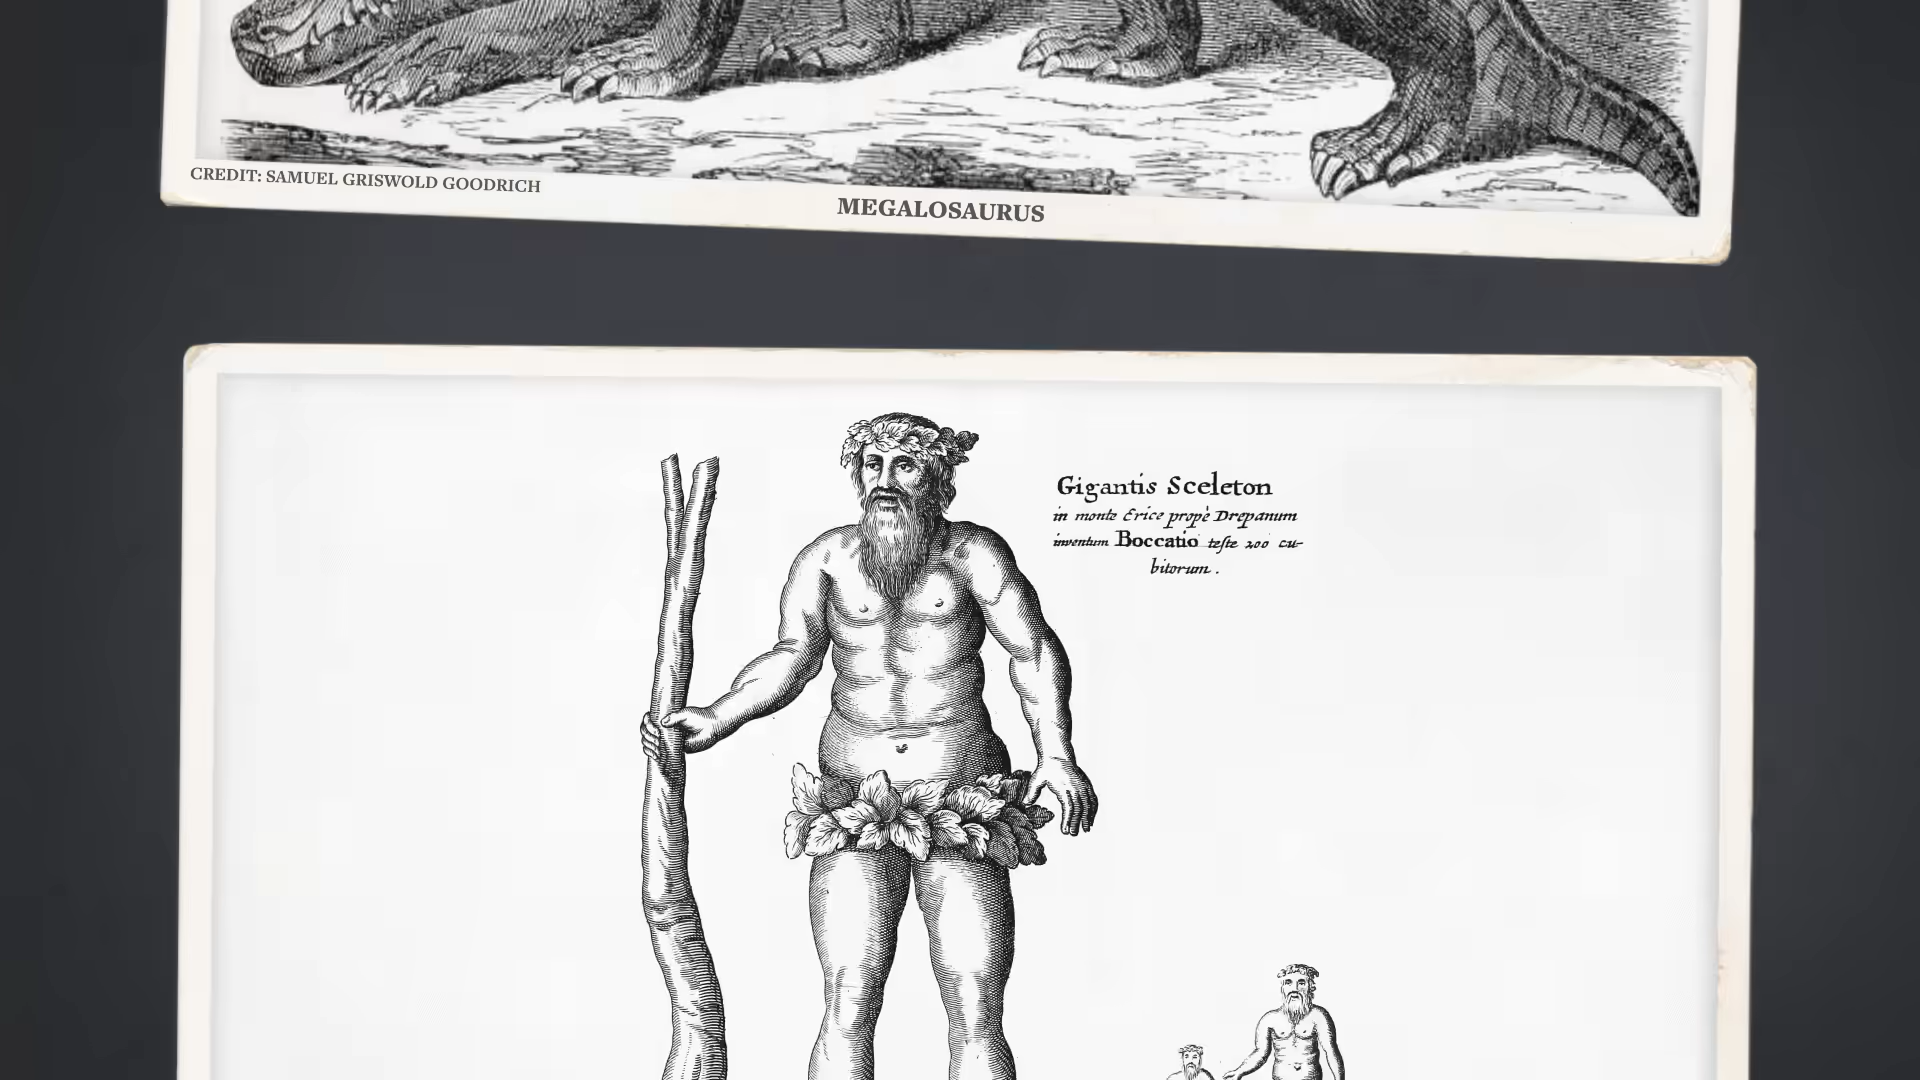 CREDIT: SAMUEL GRISWOLD GOODRICH
MEGALOSAURUS
Gigantis Sceleton
in monte Erice propè Drepanum
inventum Boccatio teste 200 cu-
bitorum.